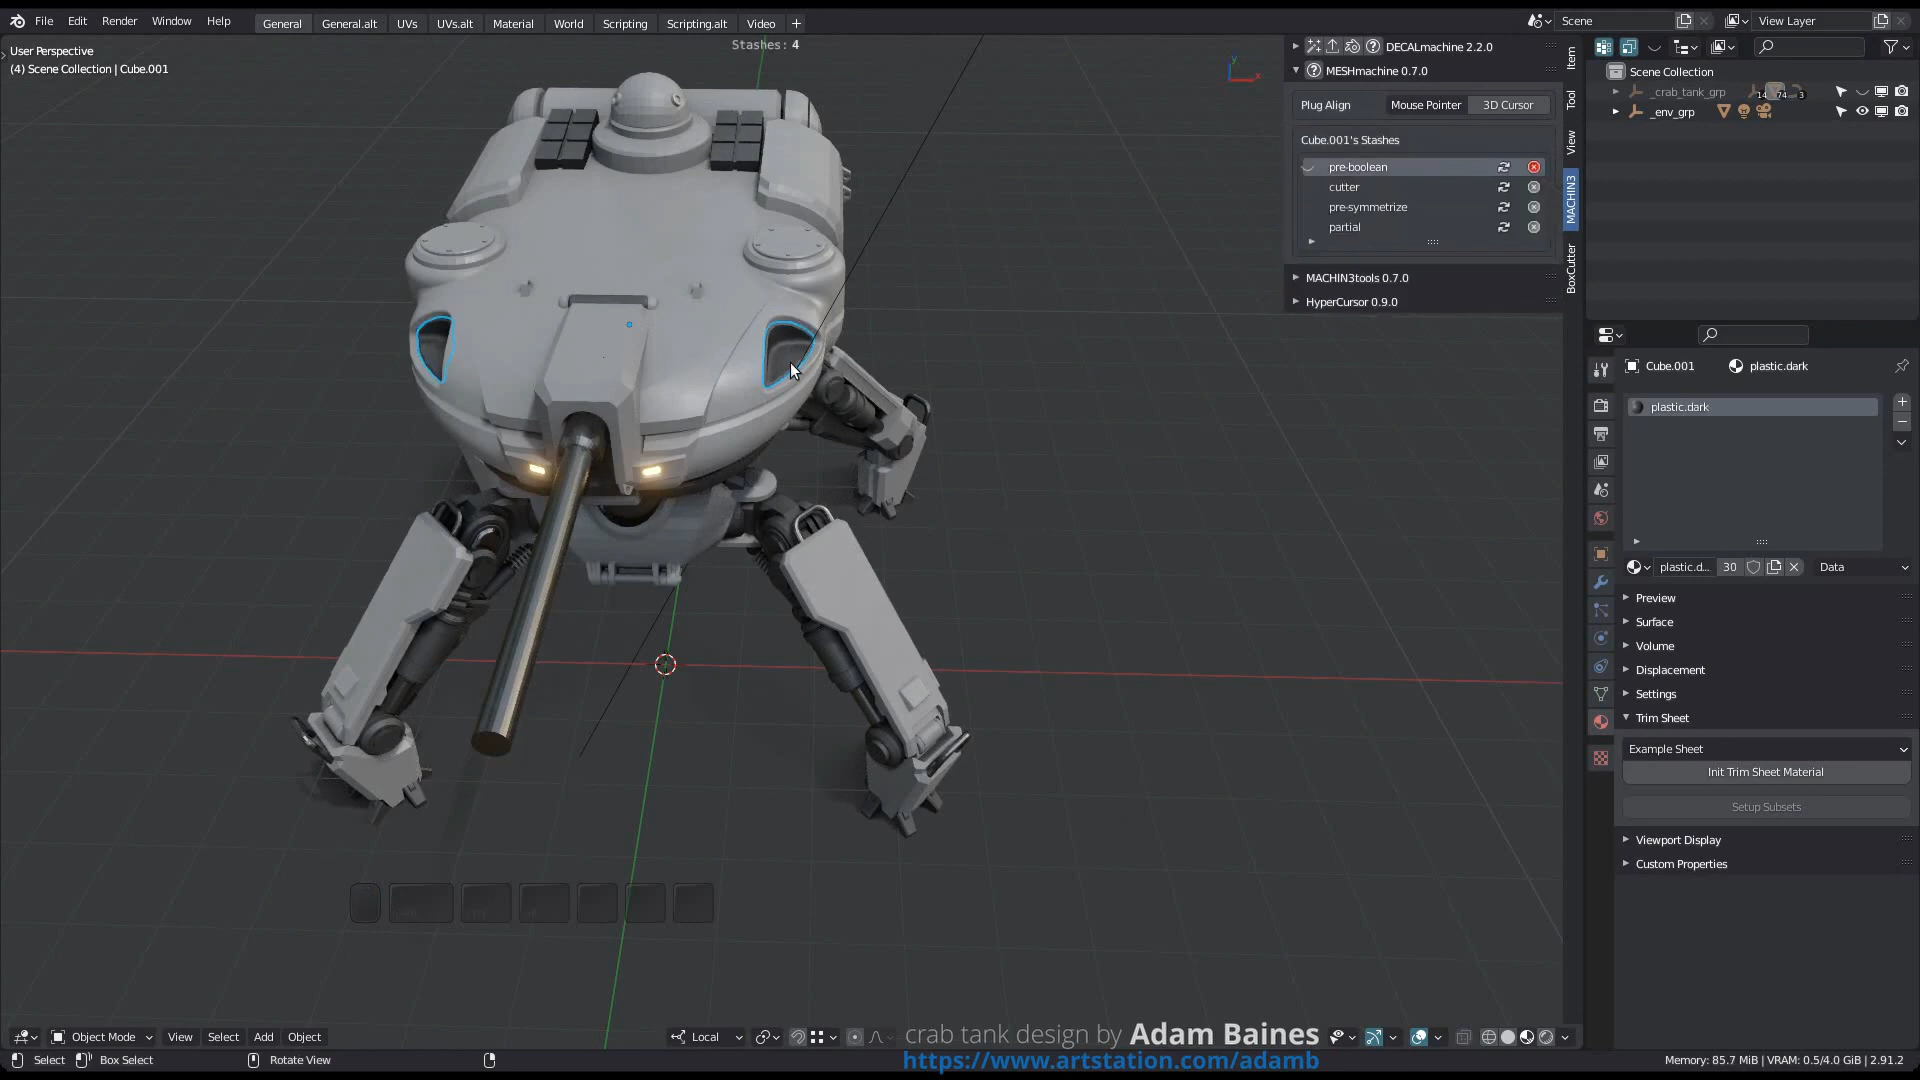 File Edit Render Window Help
General General.alt UVs UVs.alt Material World Scripting Scripting.alt Video +
Scene
View Layer
User Perspective
(4) Scene Collection | Cube.001
Stashes: 4
y
x
DECALmachine 2.2.0
MESHmachine 0.7.0
Plug Align Mouse Pointer 3D Cursor
Cube.001's Stashes
pre-boolean
cutter
pre-symmetrize
partial
MACHIN3tools 0.7.0
HyperCursor 0.9.0
Item
Tool
View
MACHIN3
BoxCutter
Scene Collection
_crab_tank_grp 14 74 3
_env_grp
Cube.001 plastic.dark
plastic.dark
plastic.d... 30 Data
Preview
Surface
Volume
Displacement
Settings
Trim Sheet
Example Sheet
Init Trim Sheet Material
Setup Subsets
Viewport Display
Custom Properties
Object Mode View Select Add Object
Local
crab tank design by Adam Baines
https://www.artstation.com/adamb
Select Box Select Rotate View
Memory: 85.7 MiB | VRAM: 0.5/4.0 GiB | 2.91.2